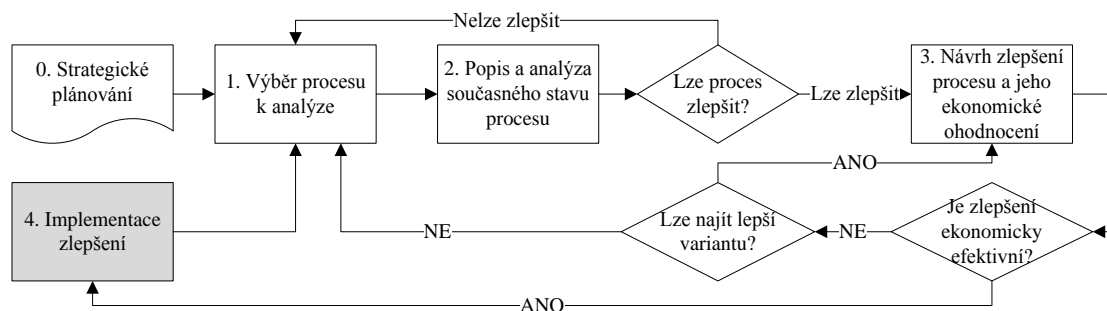 Nelze zlepšit
0. Strategické
plánování
1. Výběr procesu
k analýze
2. Popis a analýza
současného stavu
procesu
Lze proces
zlepšit?
Lze zlepšit
3. Návrh zlepšení
procesu a jeho
ekonomické
ohodnocení
ANO
4. Implementace
zlepšení
NE
Lze najít lepší
variantu?
NE
Je zlepšení
ekonomicky
efektivní?
ANO